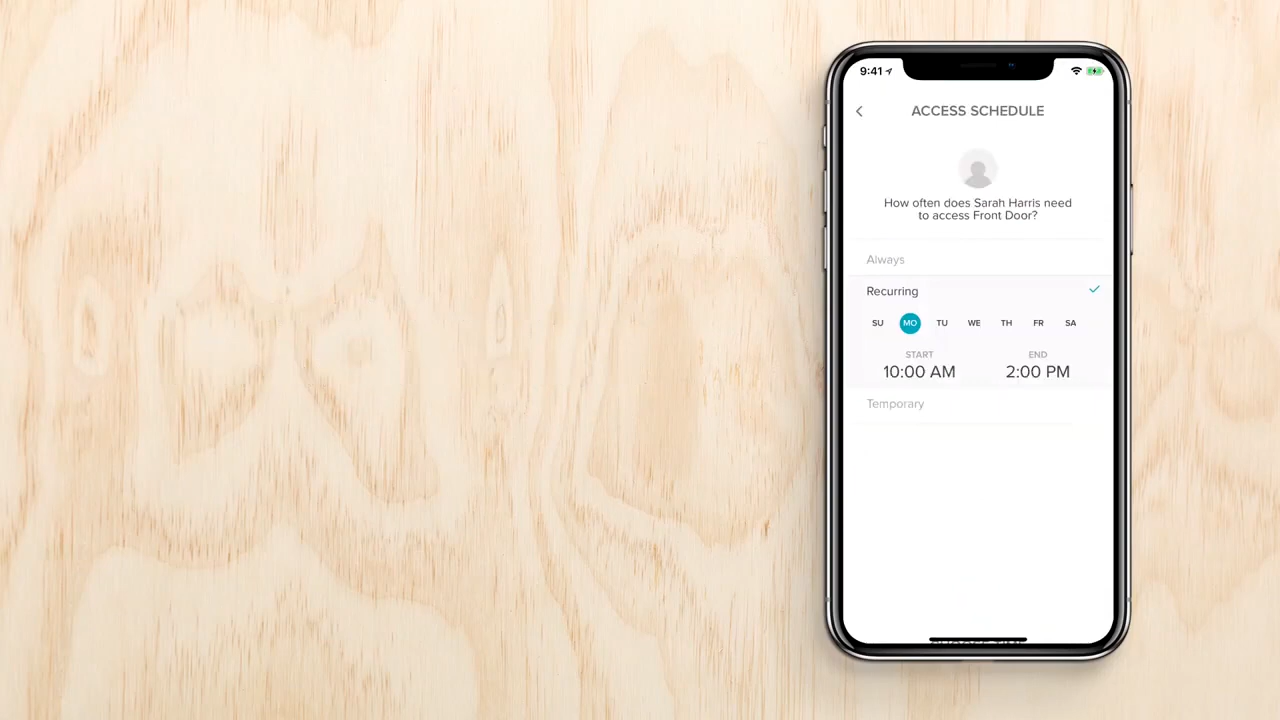 9:41
ACCESS SCHEDULE
How often does Sarah Harris need
to access Front Door?
Always
Recurring
SU MO TU WE TH FR SA
START END
10:00 AM 2:00 PM
Temporary